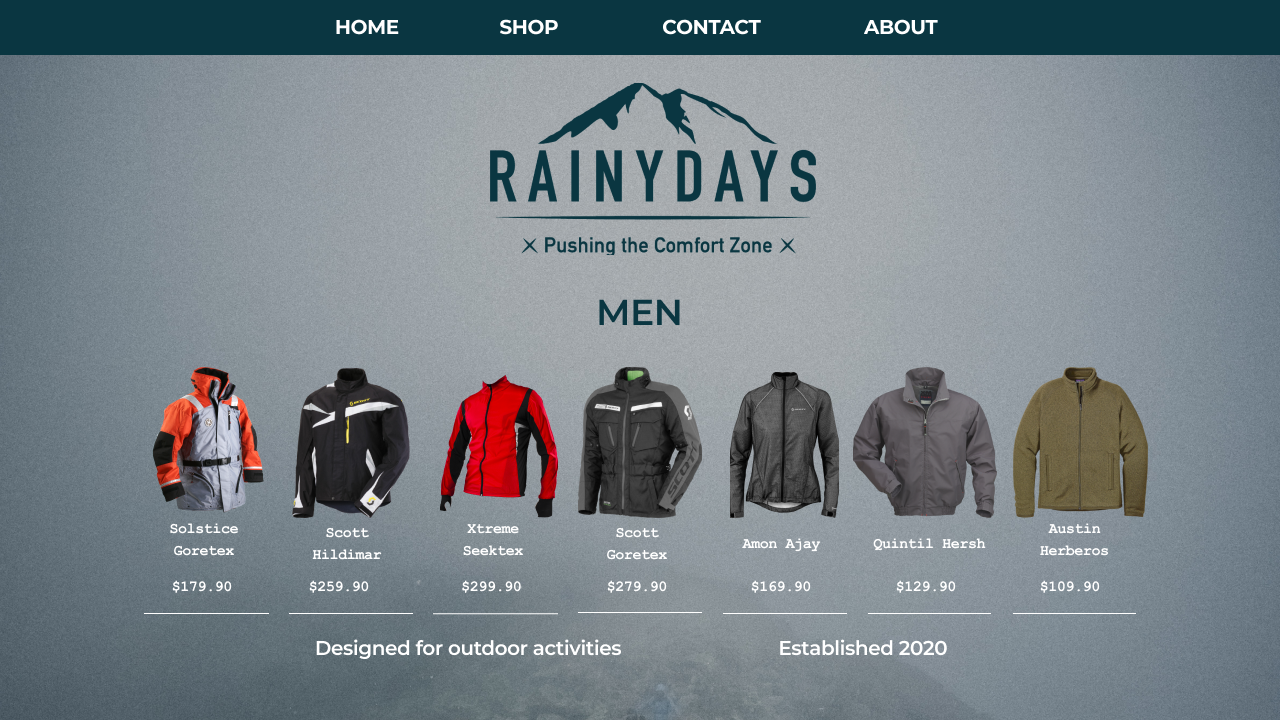 HOME SHOP CONTACT ABOUT
RAINYDAYS
Pushing the Comfort Zone
MEN
SCOTT
Solstice
Goretex
$179.90
Scott
Hildimar
$259.90
Xtreme
Seektex
$299.90
Scott
Goretex
$279.90
Amon Ajay
$169.90
Quintil Hersh
$129.90
Austin
Herberos
$109.90
Designed for outdoor activities
Established 2020